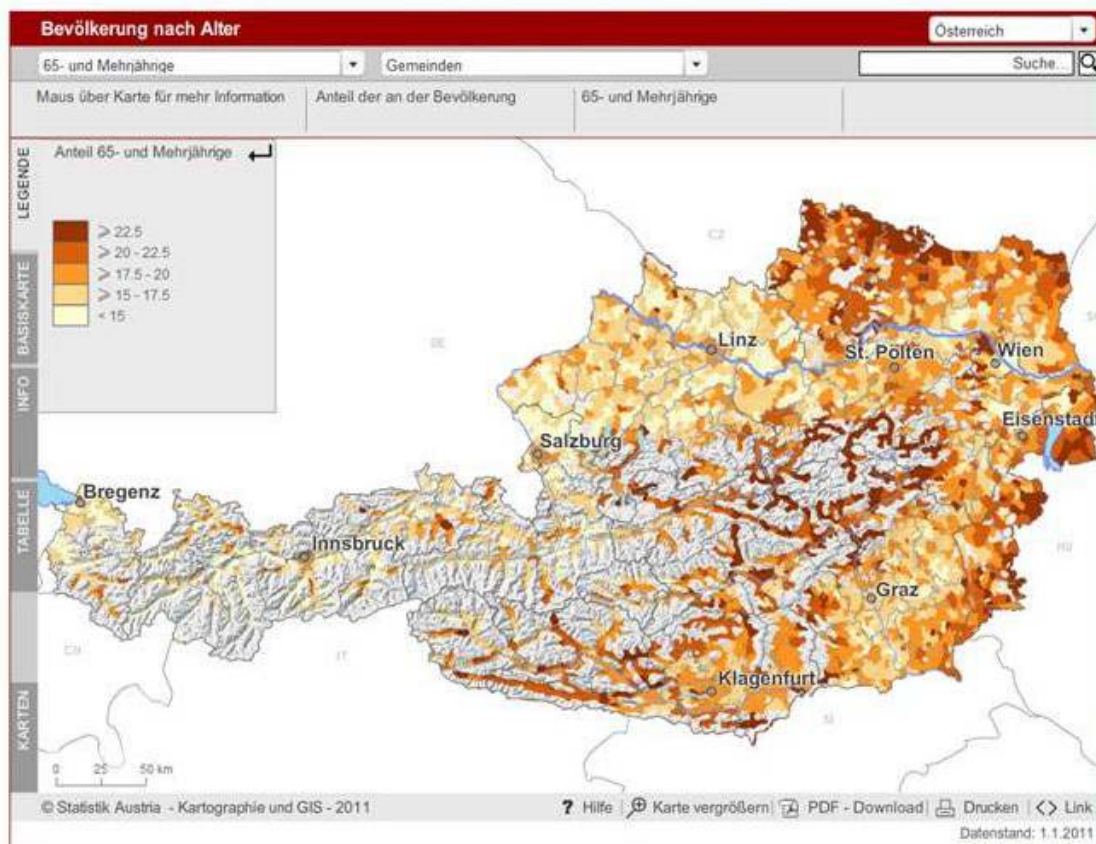 Bevölkerung nach Alter
Österreich
65- und Mehrjährige
Gemeinden
Suche...
Maus über Karte für mehr Information
Anteil der an der Bevölkerung
65- und Mehrjährige
LEGENDE
BASISKARTE
INFO
TABELLE
KARTEN
Anteil 65- und Mehrjährige
⩾ 22.5
⩾ 20 - 22.5
⩾ 17.5 - 20
⩾ 15 - 17.5
< 15
CZ
DE
Linz
St. Pölten
Wien
Eisenstadt
Salzburg
Bregenz
Innsbruck
Graz
HU
CH
IT
Klagenfurt
SI
0 25 50 km
© Statistik Austria - Kartographie und GIS - 2011
? Hilfe
Karte vergrößern
PDF - Download
Drucken
<> Link
Datenstand: 1.1.2011